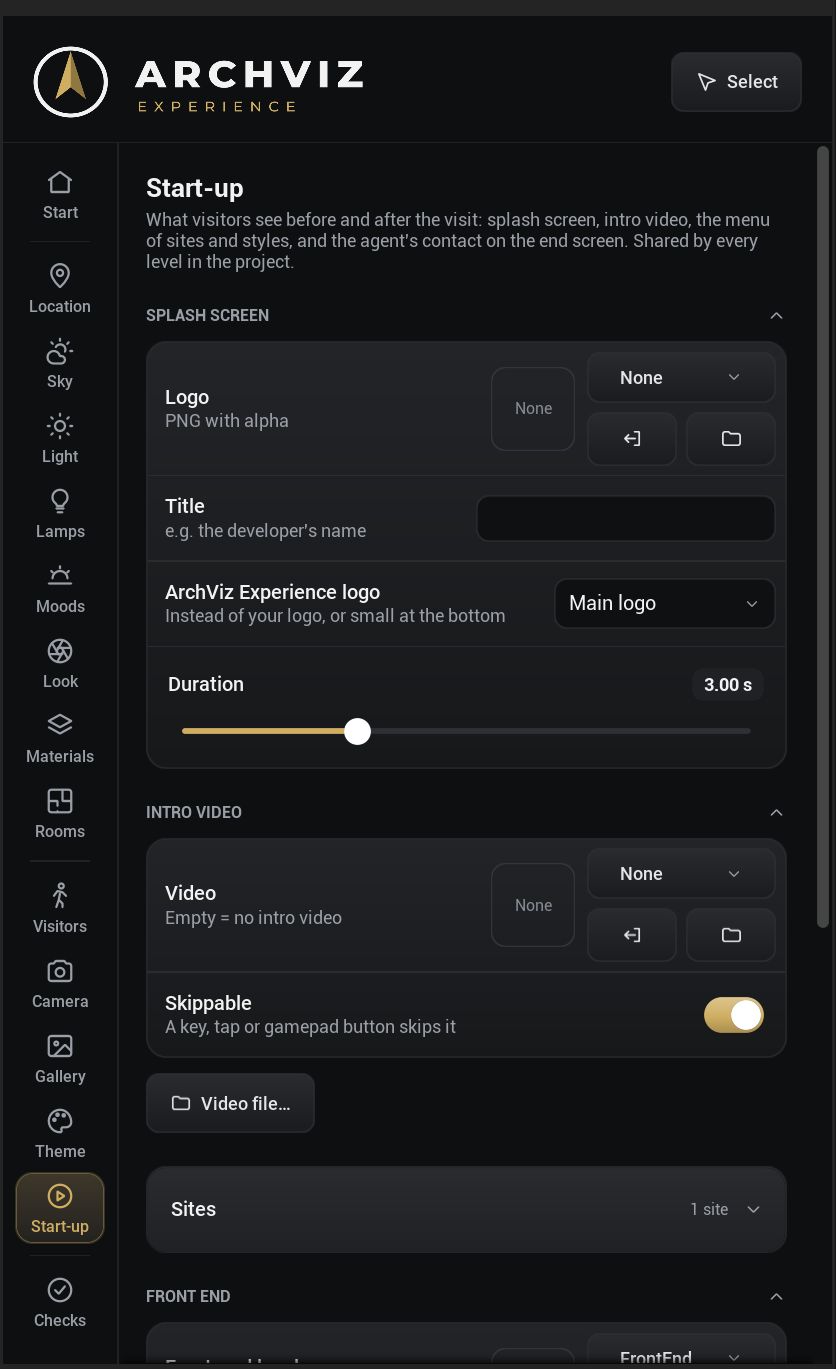 ARCHVIZ
EXPERIENCE
Select
Start
Location
Sky
Light
Lamps
Moods
Look
Materials
Rooms
Visitors
Camera
Gallery
Theme
Start-up
Checks
Start-up
What visitors see before and after the visit: splash screen, intro video, the menu
of sites and styles, and the agent's contact on the end screen. Shared by every
level in the project.
SPLASH SCREEN
Logo
PNG with alpha
None
None
Title
e.g. the developer's name
ArchViz Experience logo
Instead of your logo, or small at the bottom
Main logo
Duration
3.00 s
INTRO VIDEO
Video
Empty = no intro video
None
None
Skippable
A key, tap or gamepad button skips it
Video file...
Sites
1 site
FRONT END
FrontEnd